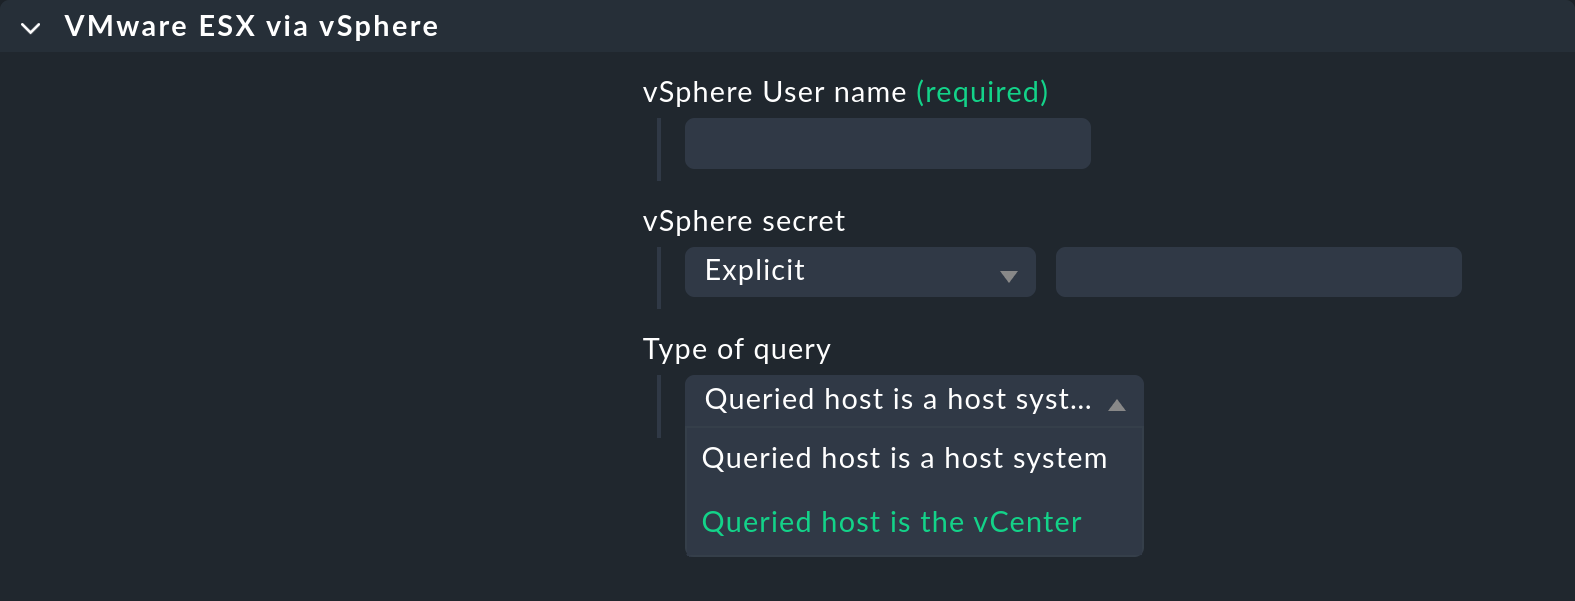 VMware ESX via vSphere
vSphere User name (required)
vSphere secret
Explicit
Type of query
Queried host is a host syst...
Queried host is a host system
Queried host is the vCenter